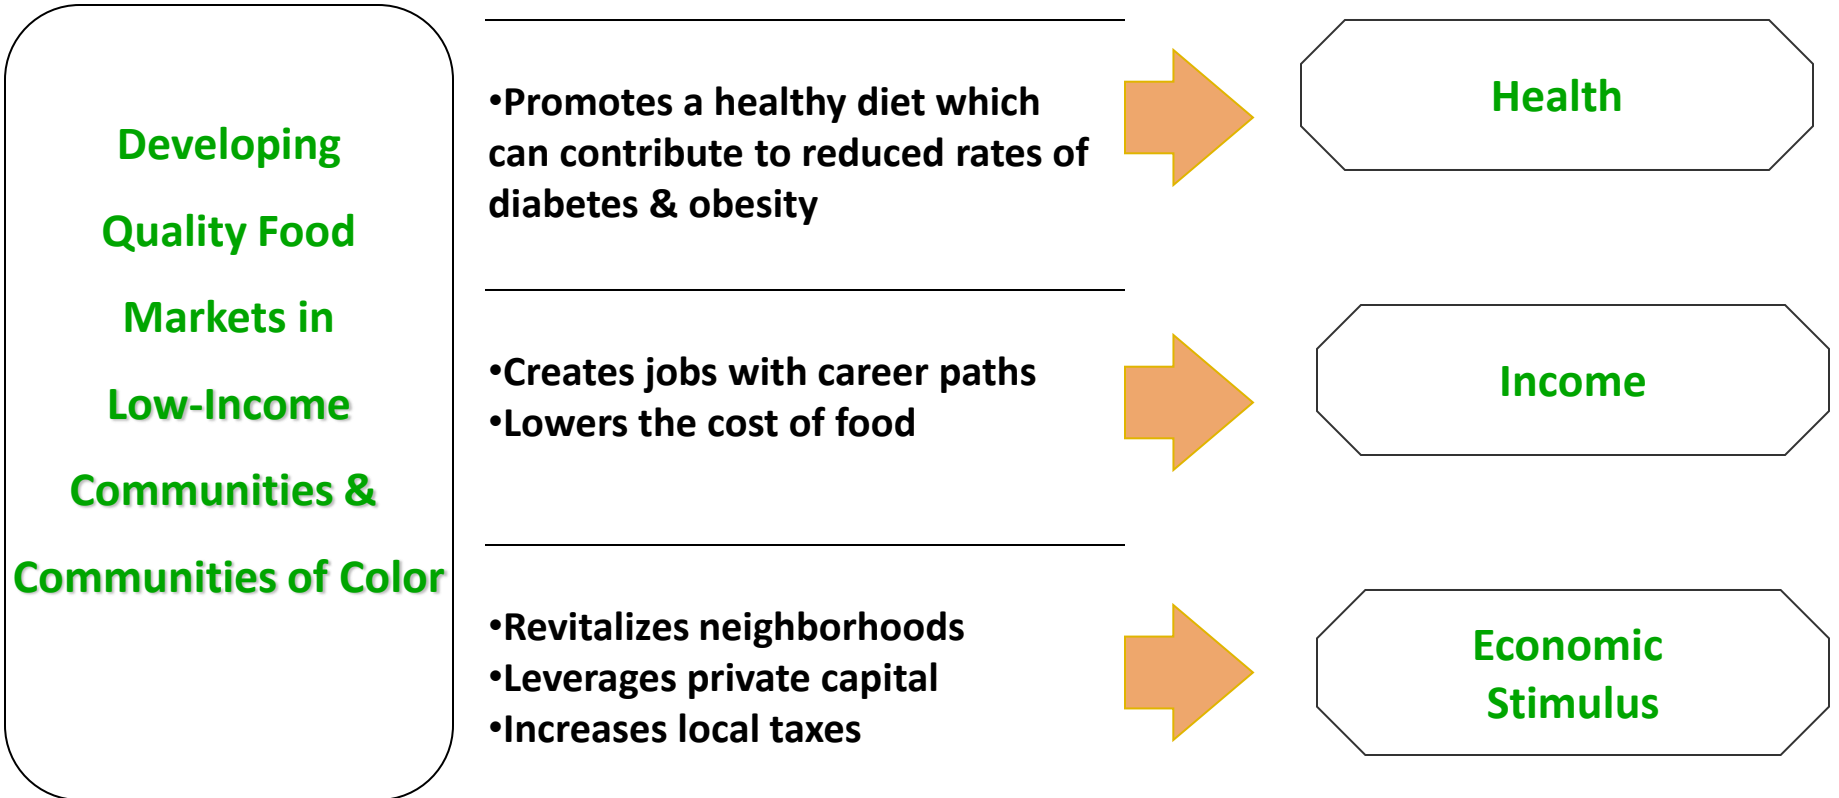 Developing
Quality Food
Markets in
Low-Income
Communities &
Communities of Color
•Promotes a healthy diet which
can contribute to reduced rates of
diabetes & obesity
Health
•Creates jobs with career paths
•Lowers the cost of food
Income
•Revitalizes neighborhoods
•Leverages private capital
•Increases local taxes
Economic
Stimulus